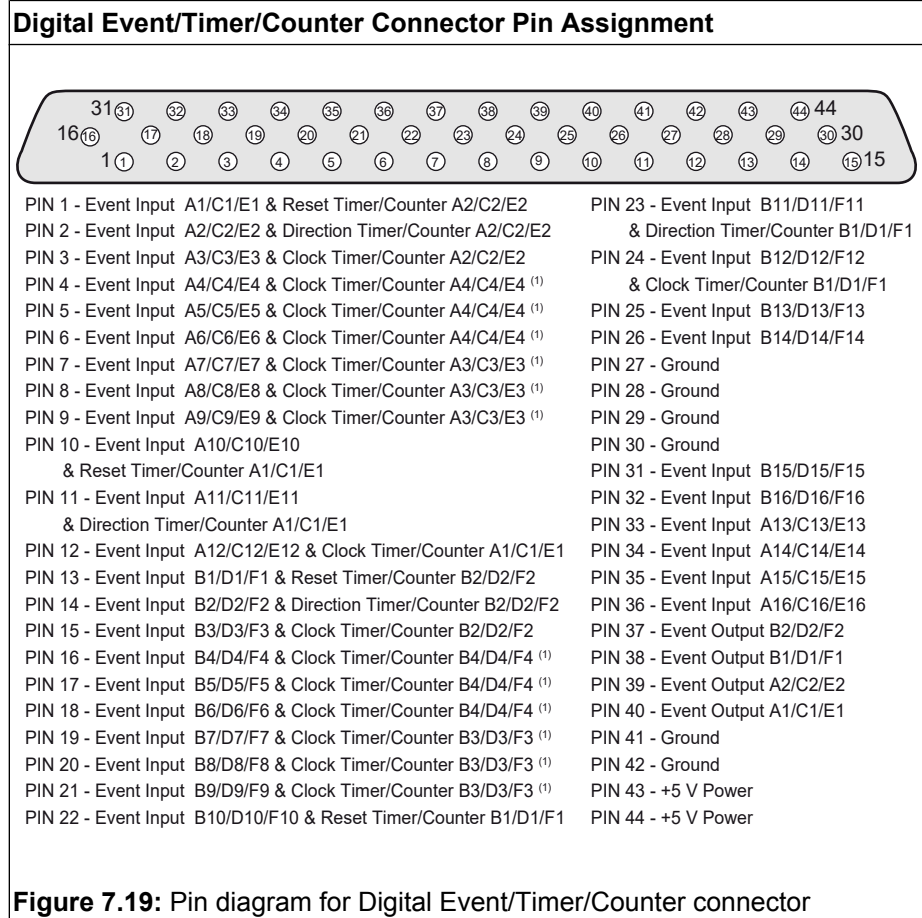 Digital Event/Timer/Counter Connector Pin Assignment
31 31 32 33 34 35 36 37 38 39 40 41 42 43 44 44
16 16 17 18 19 20 21 22 23 24 25 26 27 28 29 30 30
1 1 2 3 4 5 6 7 8 9 10 11 12 13 14 15 15
PIN 1 - Event Input A1/C1/E1 & Reset Timer/Counter A2/C2/E2
PIN 2 - Event Input A2/C2/E2 & Direction Timer/Counter A2/C2/E2
PIN 3 - Event Input A3/C3/E3 & Clock Timer/Counter A2/C2/E2
PIN 4 - Event Input A4/C4/E4 & Clock Timer/Counter A4/C4/E4 (1)
PIN 5 - Event Input A5/C5/E5 & Clock Timer/Counter A4/C4/E4 (1)
PIN 6 - Event Input A6/C6/E6 & Clock Timer/Counter A4/C4/E4 (1)
PIN 7 - Event Input A7/C7/E7 & Clock Timer/Counter A3/C3/E3 (1)
PIN 8 - Event Input A8/C8/E8 & Clock Timer/Counter A3/C3/E3 (1)
PIN 9 - Event Input A9/C9/E9 & Clock Timer/Counter A3/C3/E3 (1)
PIN 10 - Event Input A10/C10/E10
& Reset Timer/Counter A1/C1/E1
PIN 11 - Event Input A11/C11/E11
& Direction Timer/Counter A1/C1/E1
PIN 12 - Event Input A12/C12/E12 & Clock Timer/Counter A1/C1/E1
PIN 13 - Event Input B1/D1/F1 & Reset Timer/Counter B2/D2/F2
PIN 14 - Event Input B2/D2/F2 & Direction Timer/Counter B2/D2/F2
PIN 15 - Event Input B3/D3/F3 & Clock Timer/Counter B2/D2/F2
PIN 16 - Event Input B4/D4/F4 & Clock Timer/Counter B4/D4/F4 (1)
PIN 17 - Event Input B5/D5/F5 & Clock Timer/Counter B4/D4/F4 (1)
PIN 18 - Event Input B6/D6/F6 & Clock Timer/Counter B4/D4/F4 (1)
PIN 19 - Event Input B7/D7/F7 & Clock Timer/Counter B3/D3/F3 (1)
PIN 20 - Event Input B8/D8/F8 & Clock Timer/Counter B3/D3/F3 (1)
PIN 21 - Event Input B9/D9/F9 & Clock Timer/Counter B3/D3/F3 (1)
PIN 22 - Event Input B10/D10/F10 & Reset Timer/Counter B1/D1/F1
PIN 23 - Event Input B11/D11/F11
& Direction Timer/Counter B1/D1/F1
PIN 24 - Event Input B12/D12/F12
& Clock Timer/Counter B1/D1/F1
PIN 25 - Event Input B13/D13/F13
PIN 26 - Event Input B14/D14/F14
PIN 27 - Ground
PIN 28 - Ground
PIN 29 - Ground
PIN 30 - Ground
PIN 31 - Event Input B15/D15/F15
PIN 32 - Event Input B16/D16/F16
PIN 33 - Event Input A13/C13/E13
PIN 34 - Event Input A14/C14/E14
PIN 35 - Event Input A15/C15/E15
PIN 36 - Event Input A16/C16/E16
PIN 37 - Event Output B2/D2/F2
PIN 38 - Event Output B1/D1/F1
PIN 39 - Event Output A2/C2/E2
PIN 40 - Event Output A1/C1/E1
PIN 41 - Ground
PIN 42 - Ground
PIN 43 - +5 V Power
PIN 44 - +5 V Power
Figure 7.19: Pin diagram for Digital Event/Timer/Counter connector